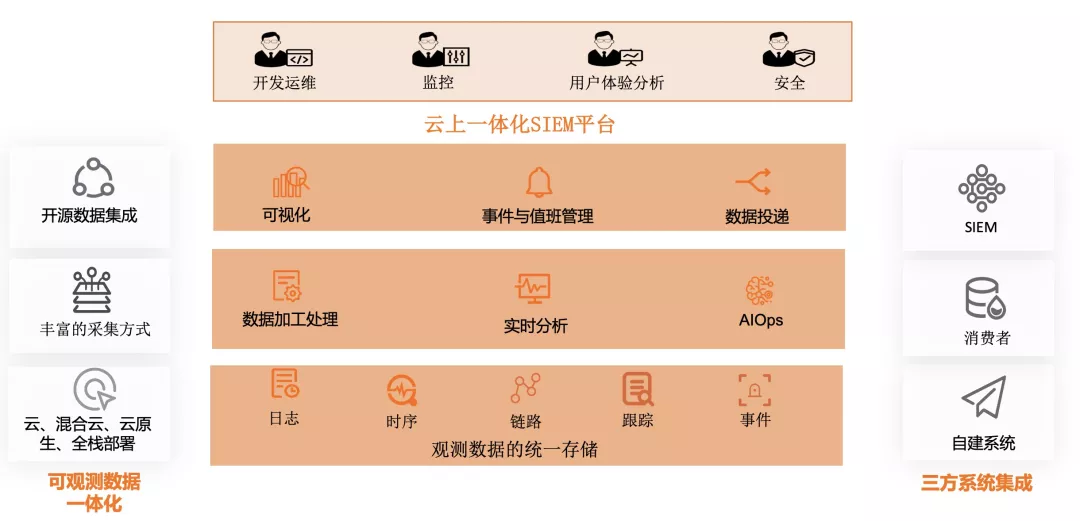 开发运维
监控
用户体验分析
安全
云上一体化SIEM平台
开源数据集成
丰富的采集方式
云、混合云、云原
生、全栈部署
可观测数据
一体化
可视化
事件与值班管理
数据投递
数据加工处理
实时分析
AIOps
日志
时序
链路
跟踪
事件
观测数据的统一存储
SIEM
消费者
自建系统
三方系统集成